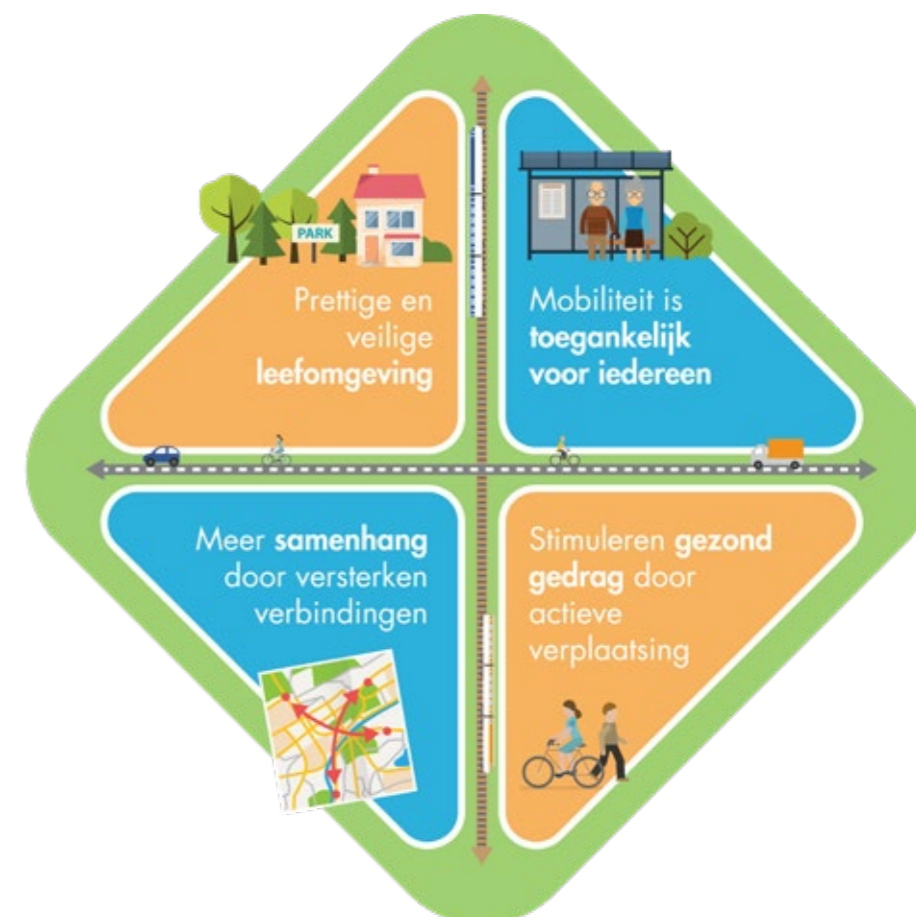 PARK
Prettige en
veilige
leefomgeving
Mobiliteit is
toegankelijk
voor iedereen
Meer samenhang
door versterken
verbindingen
Stimuleren gezond
gedrag door
actieve
verplaatsing